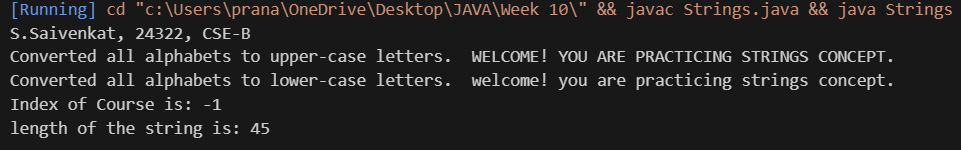 [Running] cd "c:\Users\prana\OneDrive\Desktop\JAVA\Week 10\" && javac Strings.java && java Strings
S.Saivenkat, 24322, CSE-B
Converted all alphabets to upper-case letters.  WELCOME! YOU ARE PRACTICING STRINGS CONCEPT.
Converted all alphabets to lower-case letters.  welcome! you are practicing strings concept.
Index of Course is: -1
length of the string is: 45